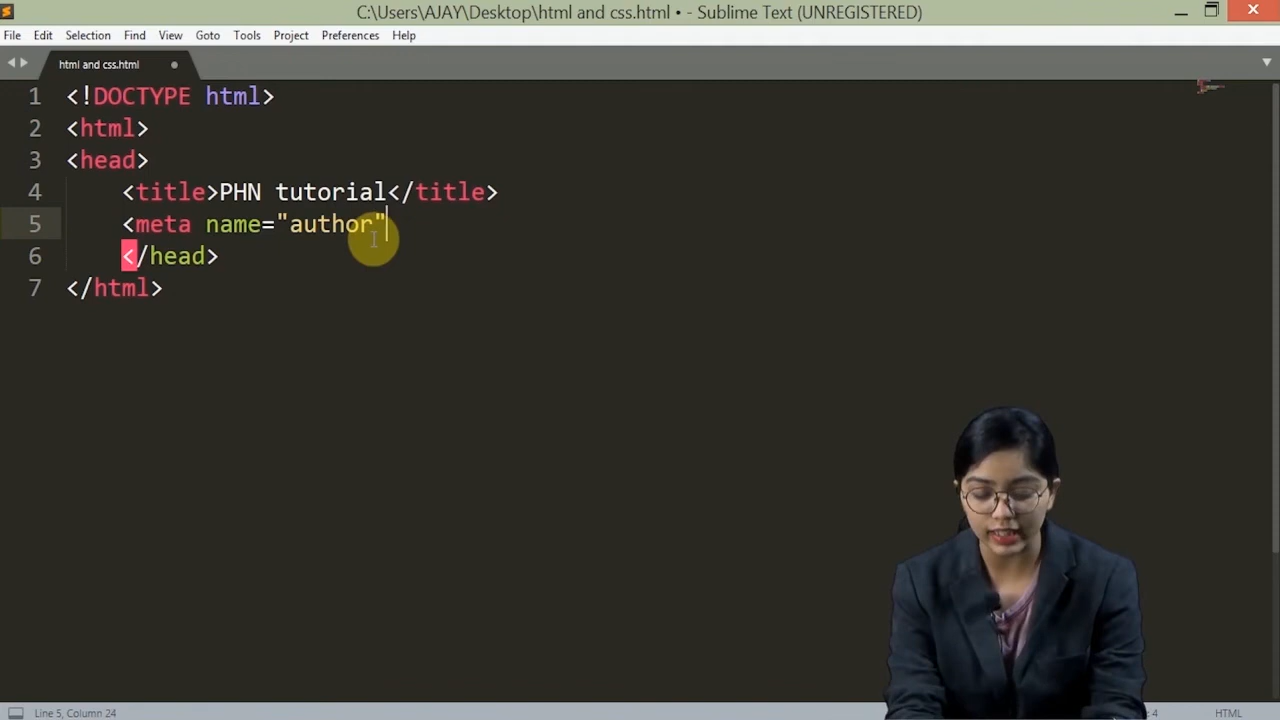 C:\Users\AJAY\Desktop\html and css.html • - Sublime Text (UNREGISTERED)
File Edit Selection Find View Goto Tools Project Preferences Help
html and css.html
1 <!DOCTYPE html>
2 <html>
3 <head>
4 <title>PHN tutorial</title>
5 <meta name="author"
6 </head>
7 </html>
Line 5, Column 24
: 4 HTML